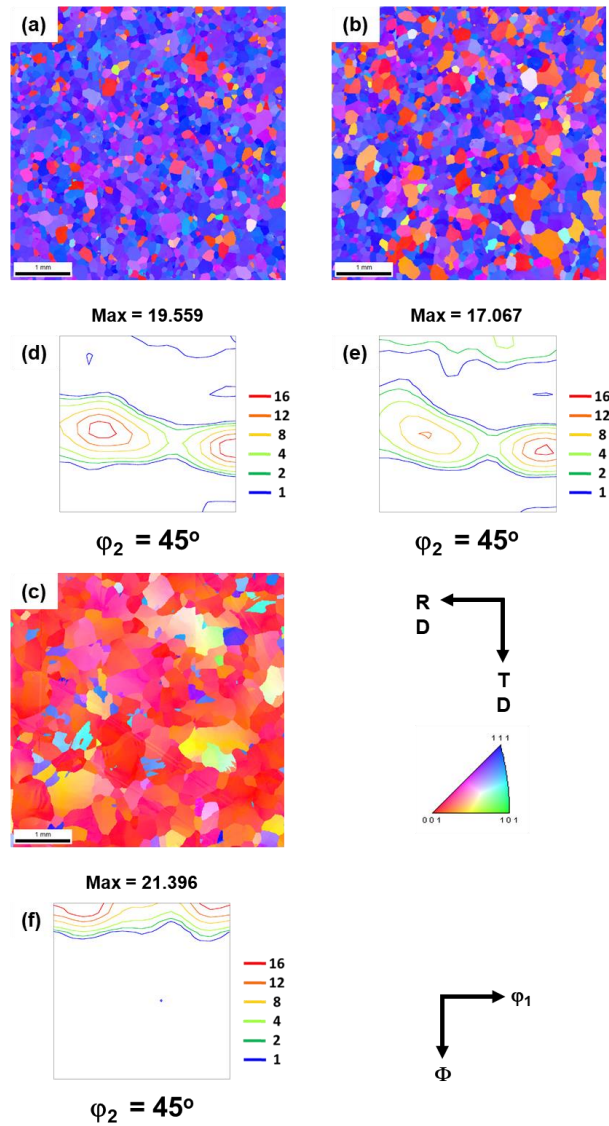 (a)
1 mm
(b)
1 mm
Max = 19.559
(d)
16
12
8
4
2
1
φ2 = 45º
Max = 17.067
(e)
16
12
8
4
2
1
φ2 = 45º
(c)
1 mm
R
D
T
D
1 1 1
0 0 1
1 0 1
Max = 21.396
(f)
16
12
8
4
2
1
φ2 = 45º
φ1
Φ